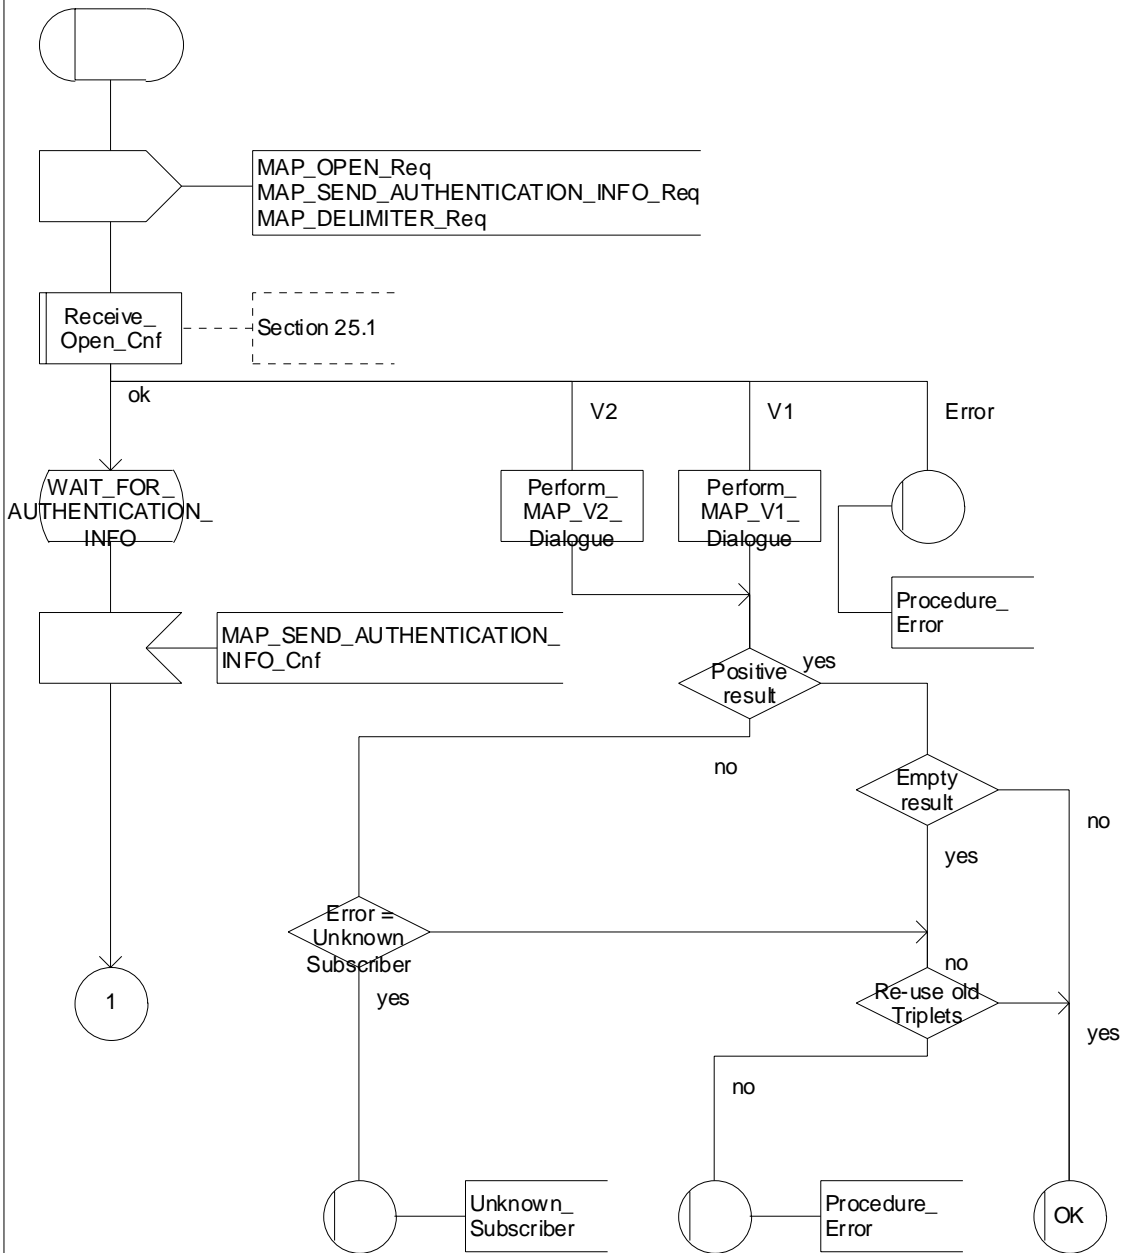 MAP_OPEN_Req
MAP_SEND_AUTHENTICATION_INFO_Req
MAP_DELIMITER_Req
Receive_
Open_Cnf
Section 25.1
ok
V2
V1
Error
WAIT_FOR_
AUTHENTICATION_
INFO
Perform_
MAP_V2_
Dialogue
Perform_
MAP_V1_
Dialogue
Procedure_
Error
MAP_SEND_AUTHENTICATION_
INFO_Cnf
Positive
result
yes
no
Empty
result
no
yes
Error =
Unknown
Subscriber
no
yes
1
Re-use old
Triplets
yes
no
Unknown_
Subscriber
Procedure_
Error
OK